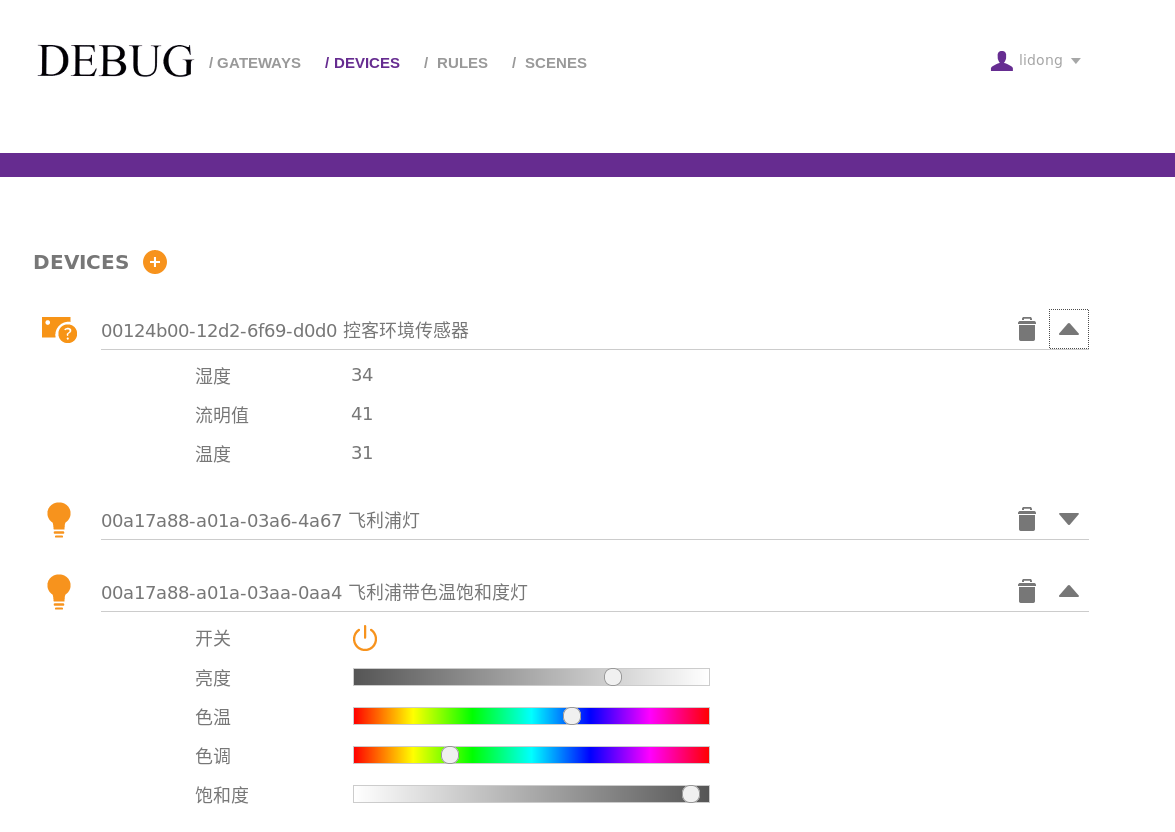 DEBUG / GATEWAYS / DEVICES / RULES / SCENES lidong
DEVICES
00124b00-12d2-6f69-d0d0 控客环境传感器
湿度 34
流明值 41
温度 31
00a17a88-a01a-03a6-4a67 飞利浦灯
00a17a88-a01a-03aa-0aa4 飞利浦带色温饱和度灯
开关
亮度
色温
色调
饱和度